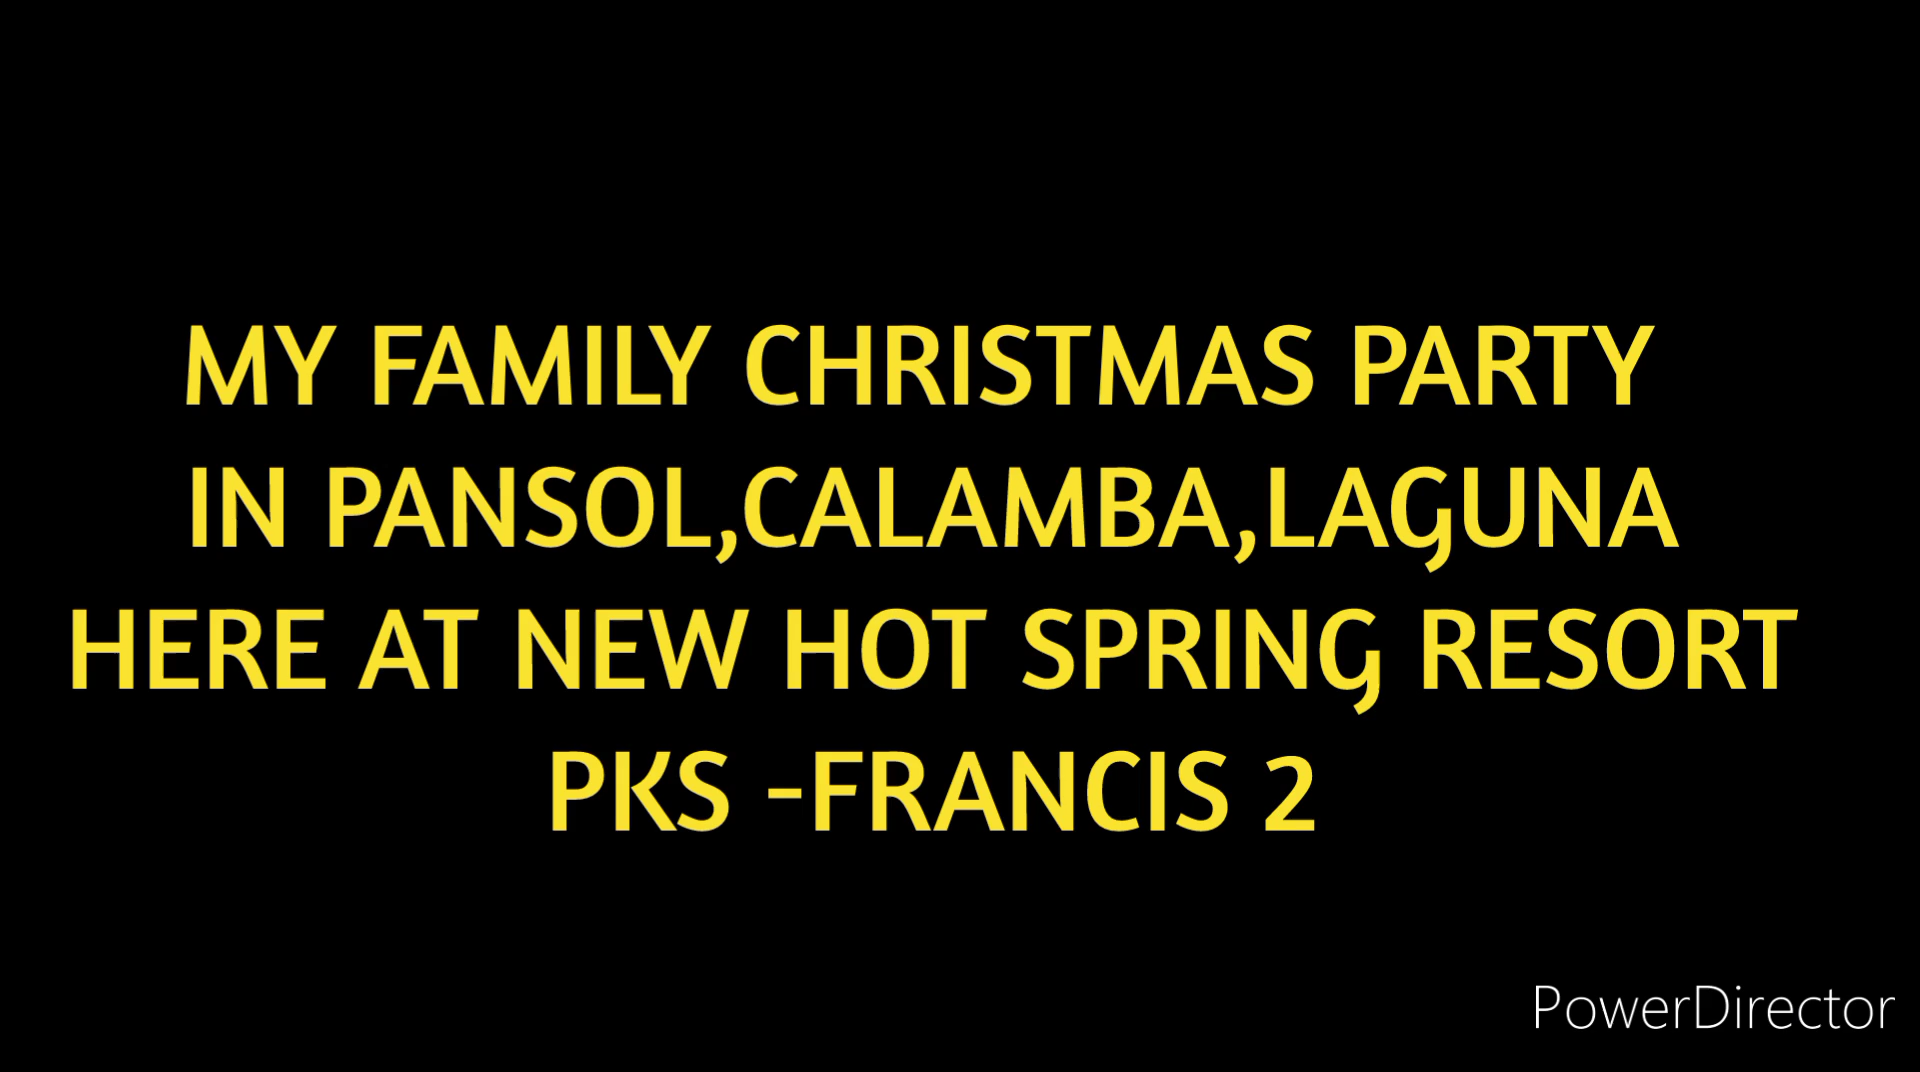 MY FAMILY CHRISTMAS PARTY
IN PANSOL,CALAMBA,LAGUNA
HERE AT NEW HOT SPRING RESORT
PKS -FRANCIS 2
PowerDirector